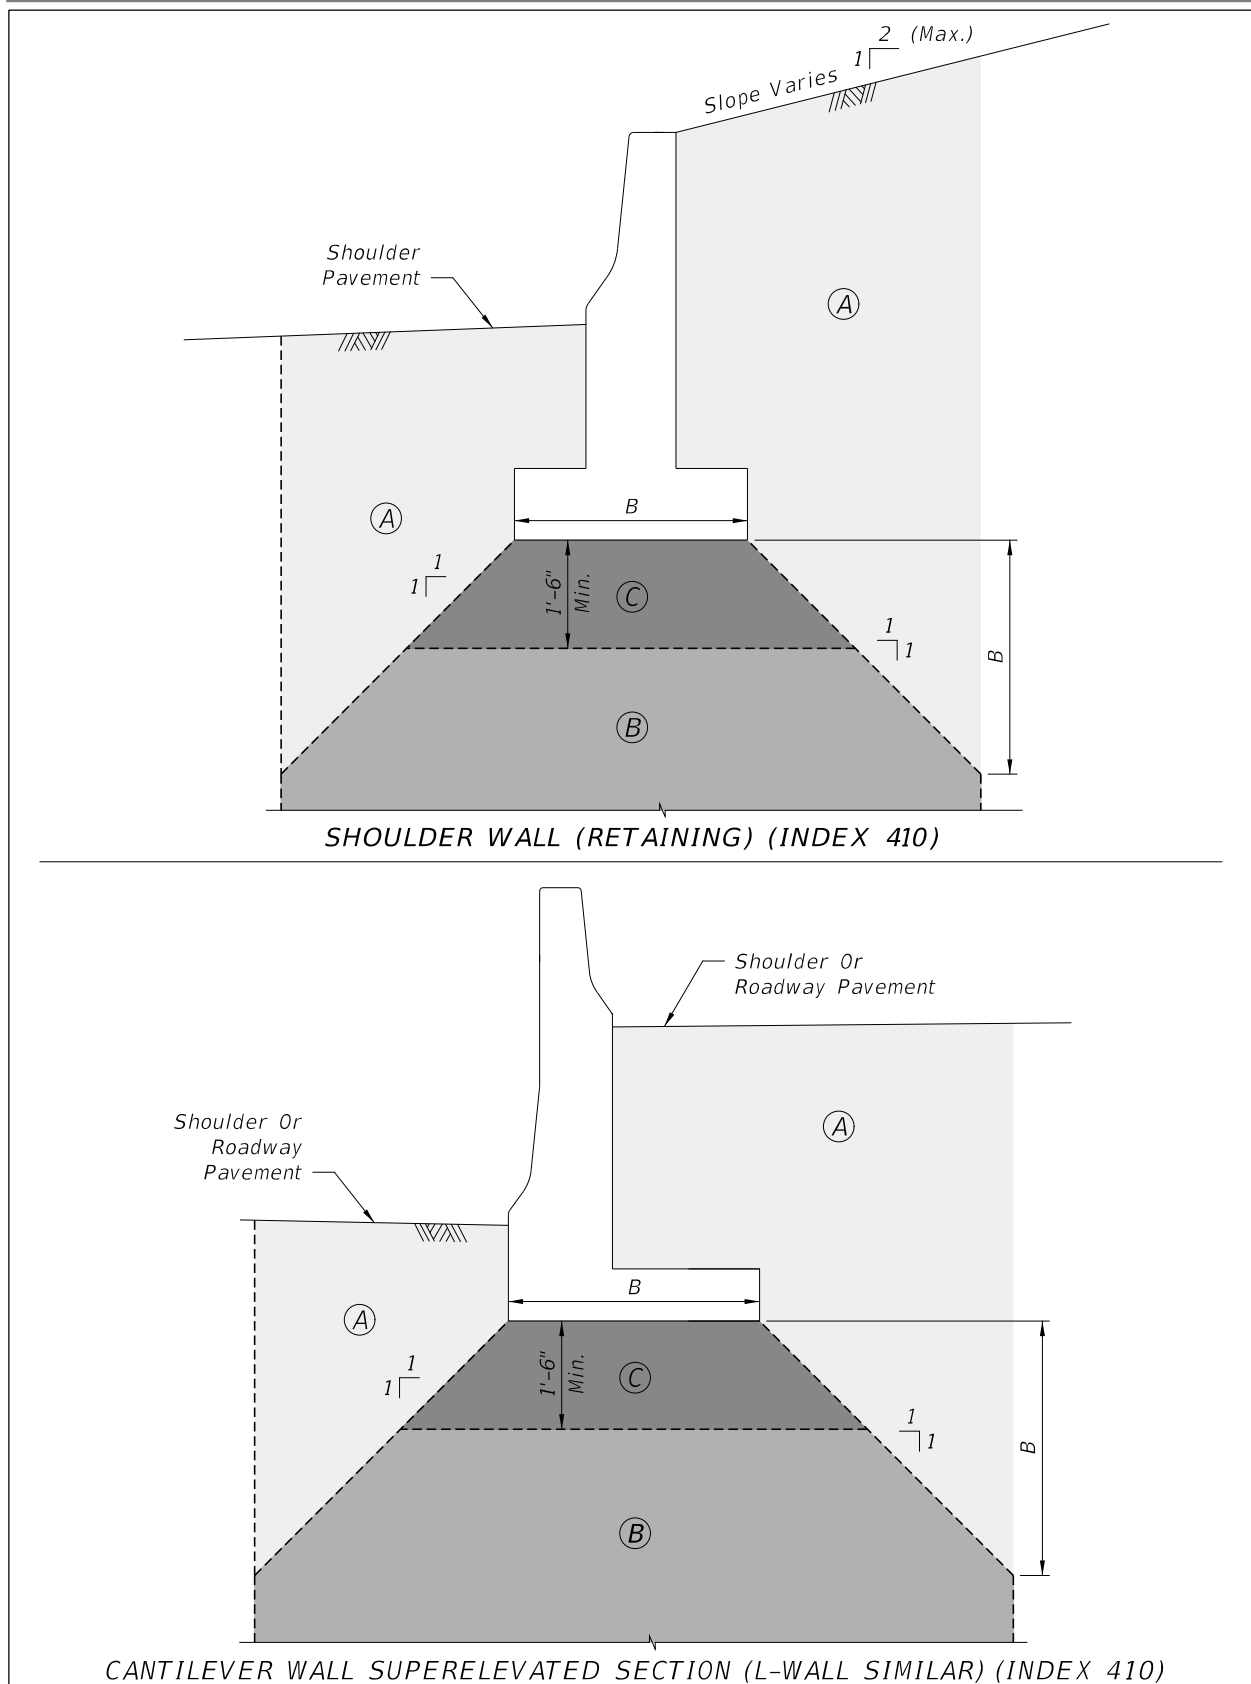 2 (Max.)
1
Slope Varies
Shoulder
Pavement
A
A
B
1
1
1'-6"
Min.
C
1
1
B
B
SHOULDER WALL (RETAINING) (INDEX 410)
Shoulder Or
Roadway Pavement
Shoulder Or
Roadway
Pavement
A
A
B
1
1
1'-6"
Min.
C
1
1
B
B
CANTILEVER WALL SUPERELEVATED SECTION (L-WALL SIMILAR) (INDEX 410)